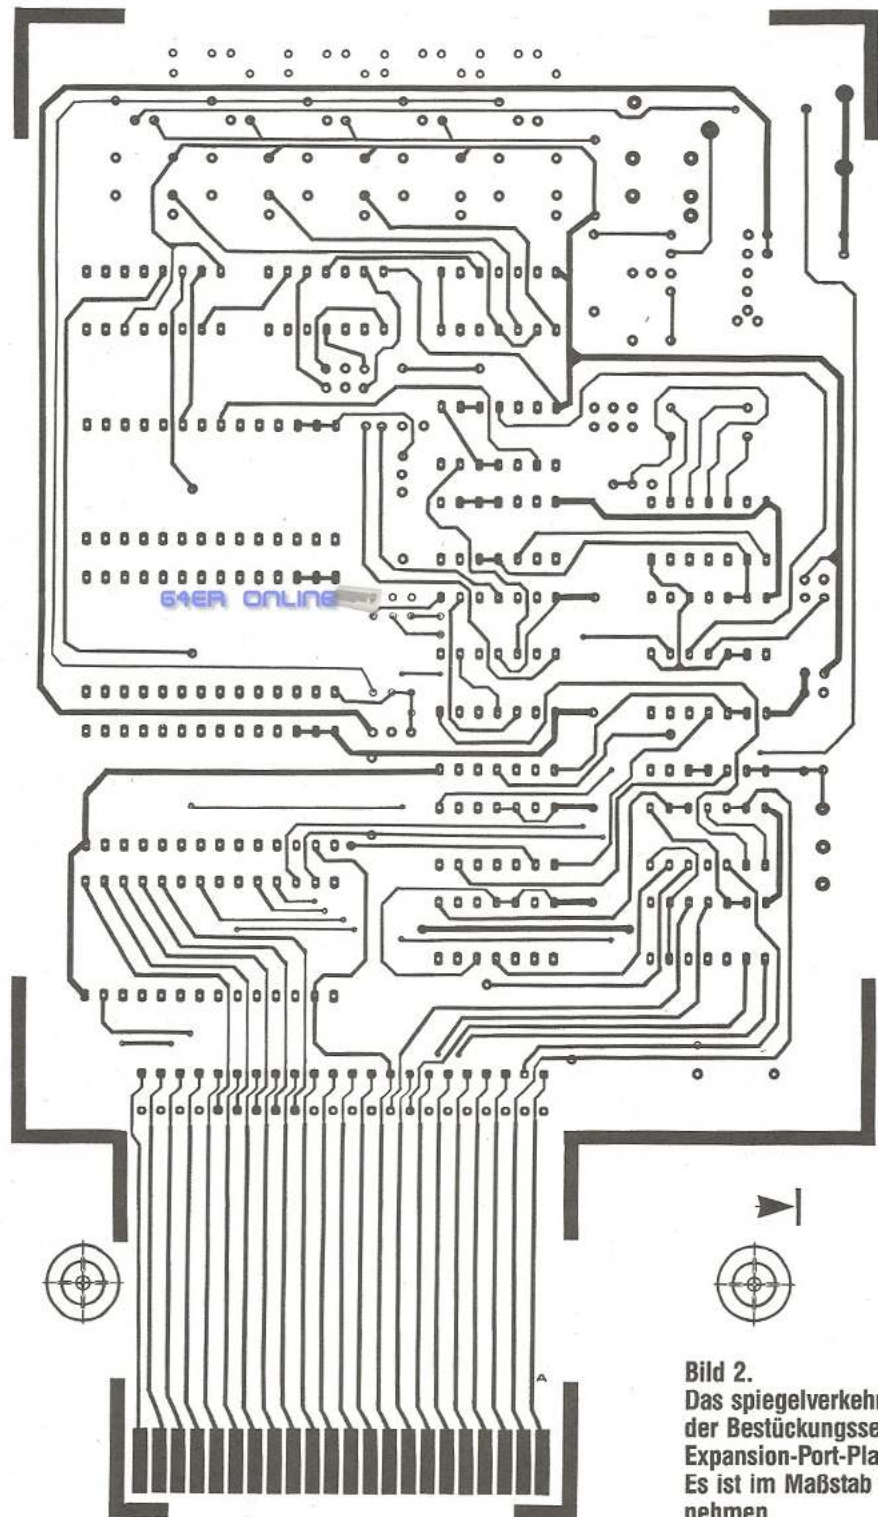 64ER ONLINE
A
Bild 2.
Das spiegelverkehr
der Bestückungsse
Expansion-Port-Pla
Es ist im Maßstab
nehmen